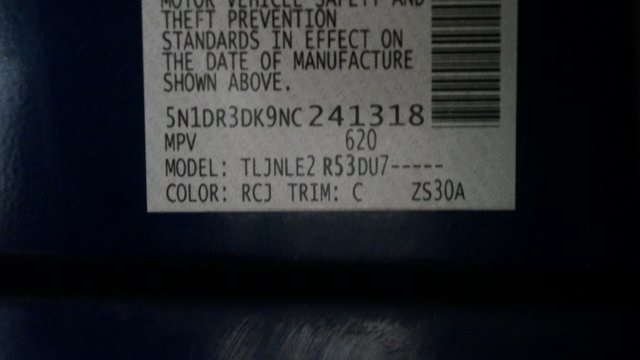 MOTOR VEHICLE SAFETY AND
THEFT PREVENTION
STANDARDS IN EFFECT ON
THE DATE OF MANUFACTURE
SHOWN ABOVE.
5N1DR3DK9NC241318
MPV 620
MODEL: TLJNLE2 R53DU7-----
COLOR: RCJ TRIM: C ZS30A